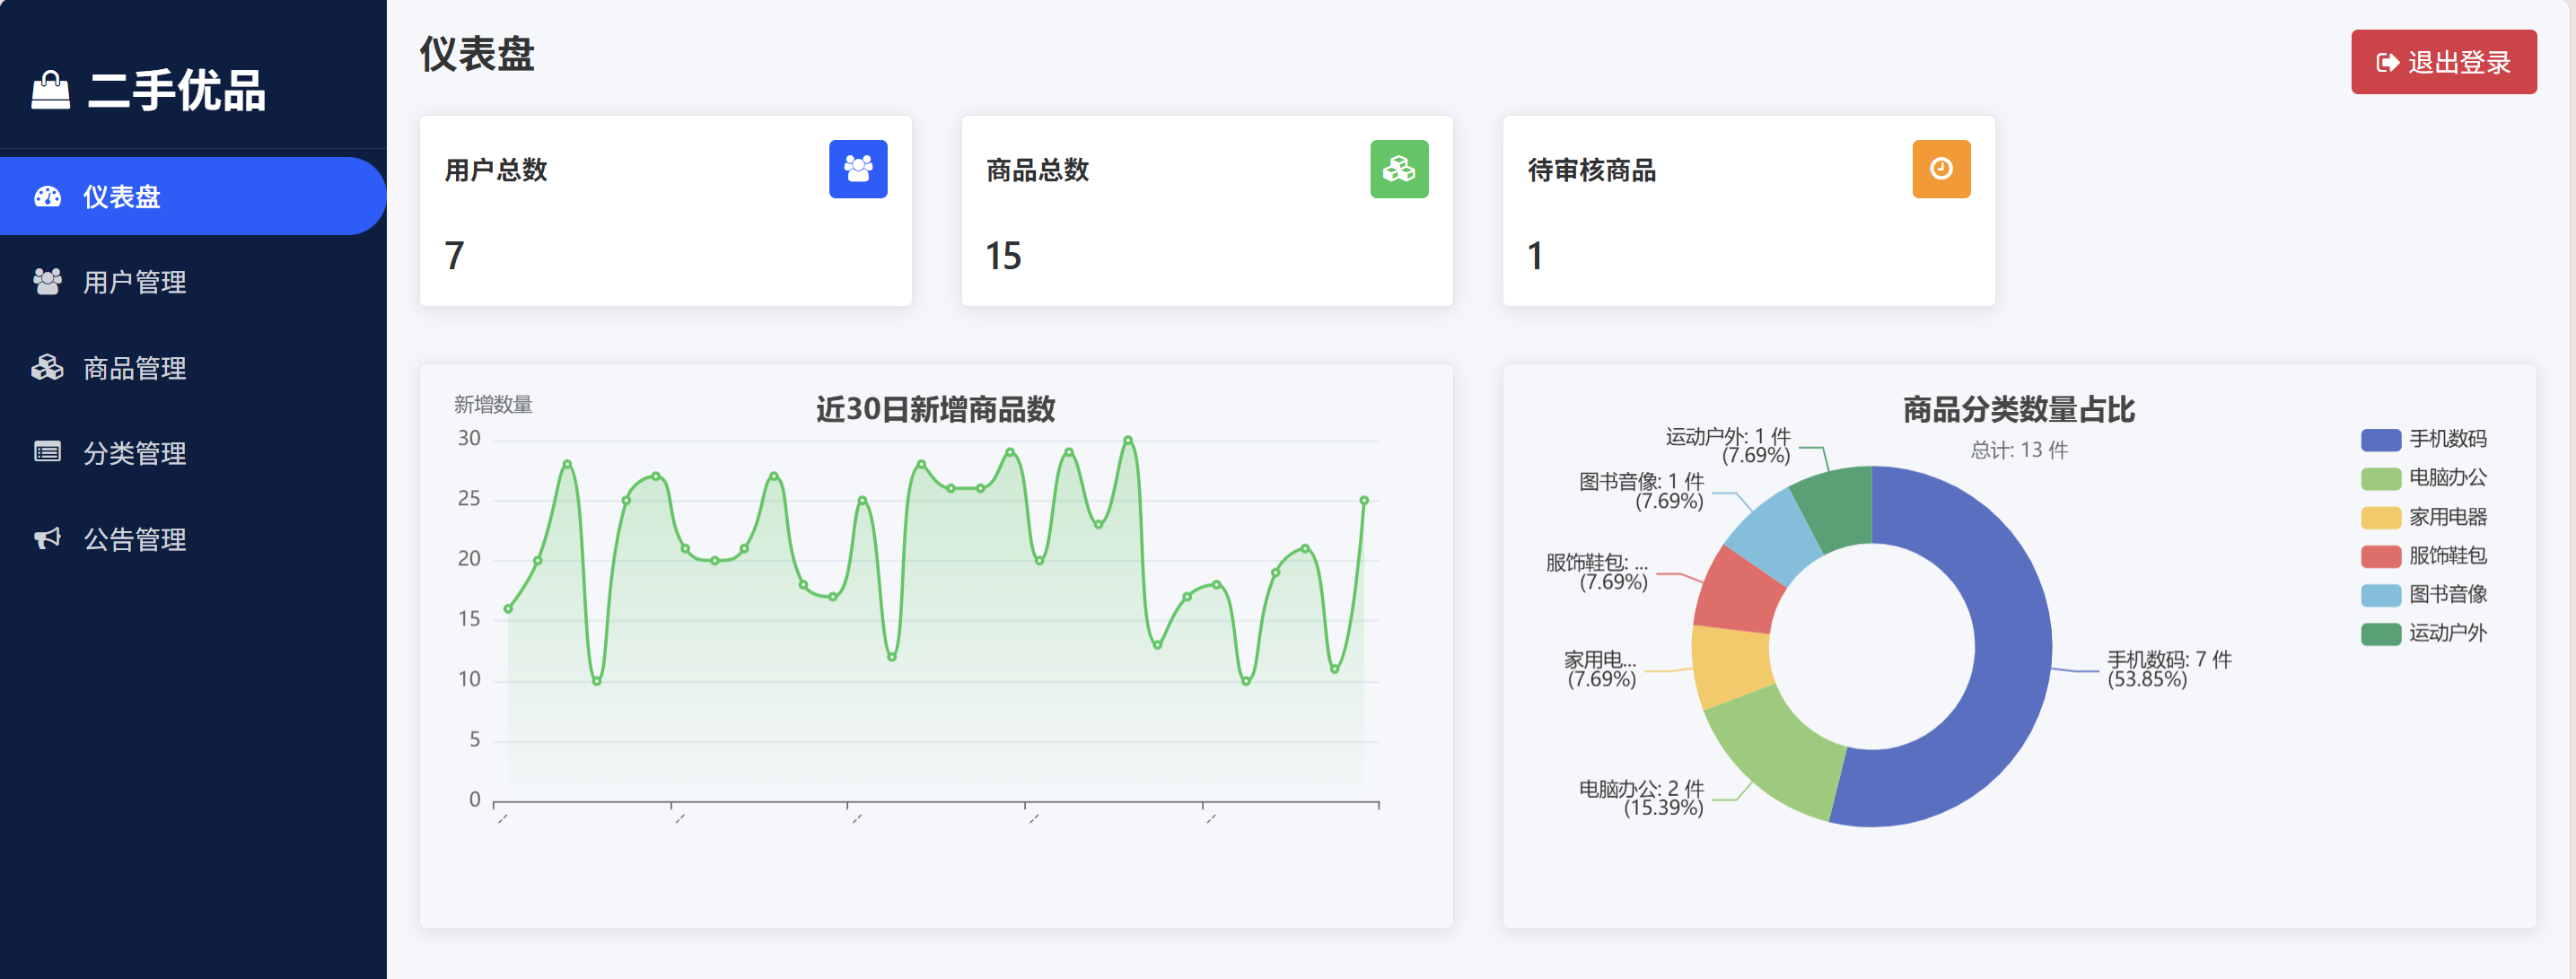 二手优品
仪表盘
用户管理
商品管理
分类管理
公告管理
仪表盘
退出登录
用户总数
7
商品总数
15
待审核商品
1
近30日新增商品数
新增数量
30
25
20
15
10
5
0
--
--
--
--
--
商品分类数量占比
总计: 13 件
运动户外: 1 件
(7.69%)
图书音像: 1 件
(7.69%)
服饰鞋包: ...
(7.69%)
家用电...
(7.69%)
电脑办公: 2 件
(15.39%)
手机数码: 7 件
(53.85%)
手机数码
电脑办公
家用电器
服饰鞋包
图书音像
运动户外